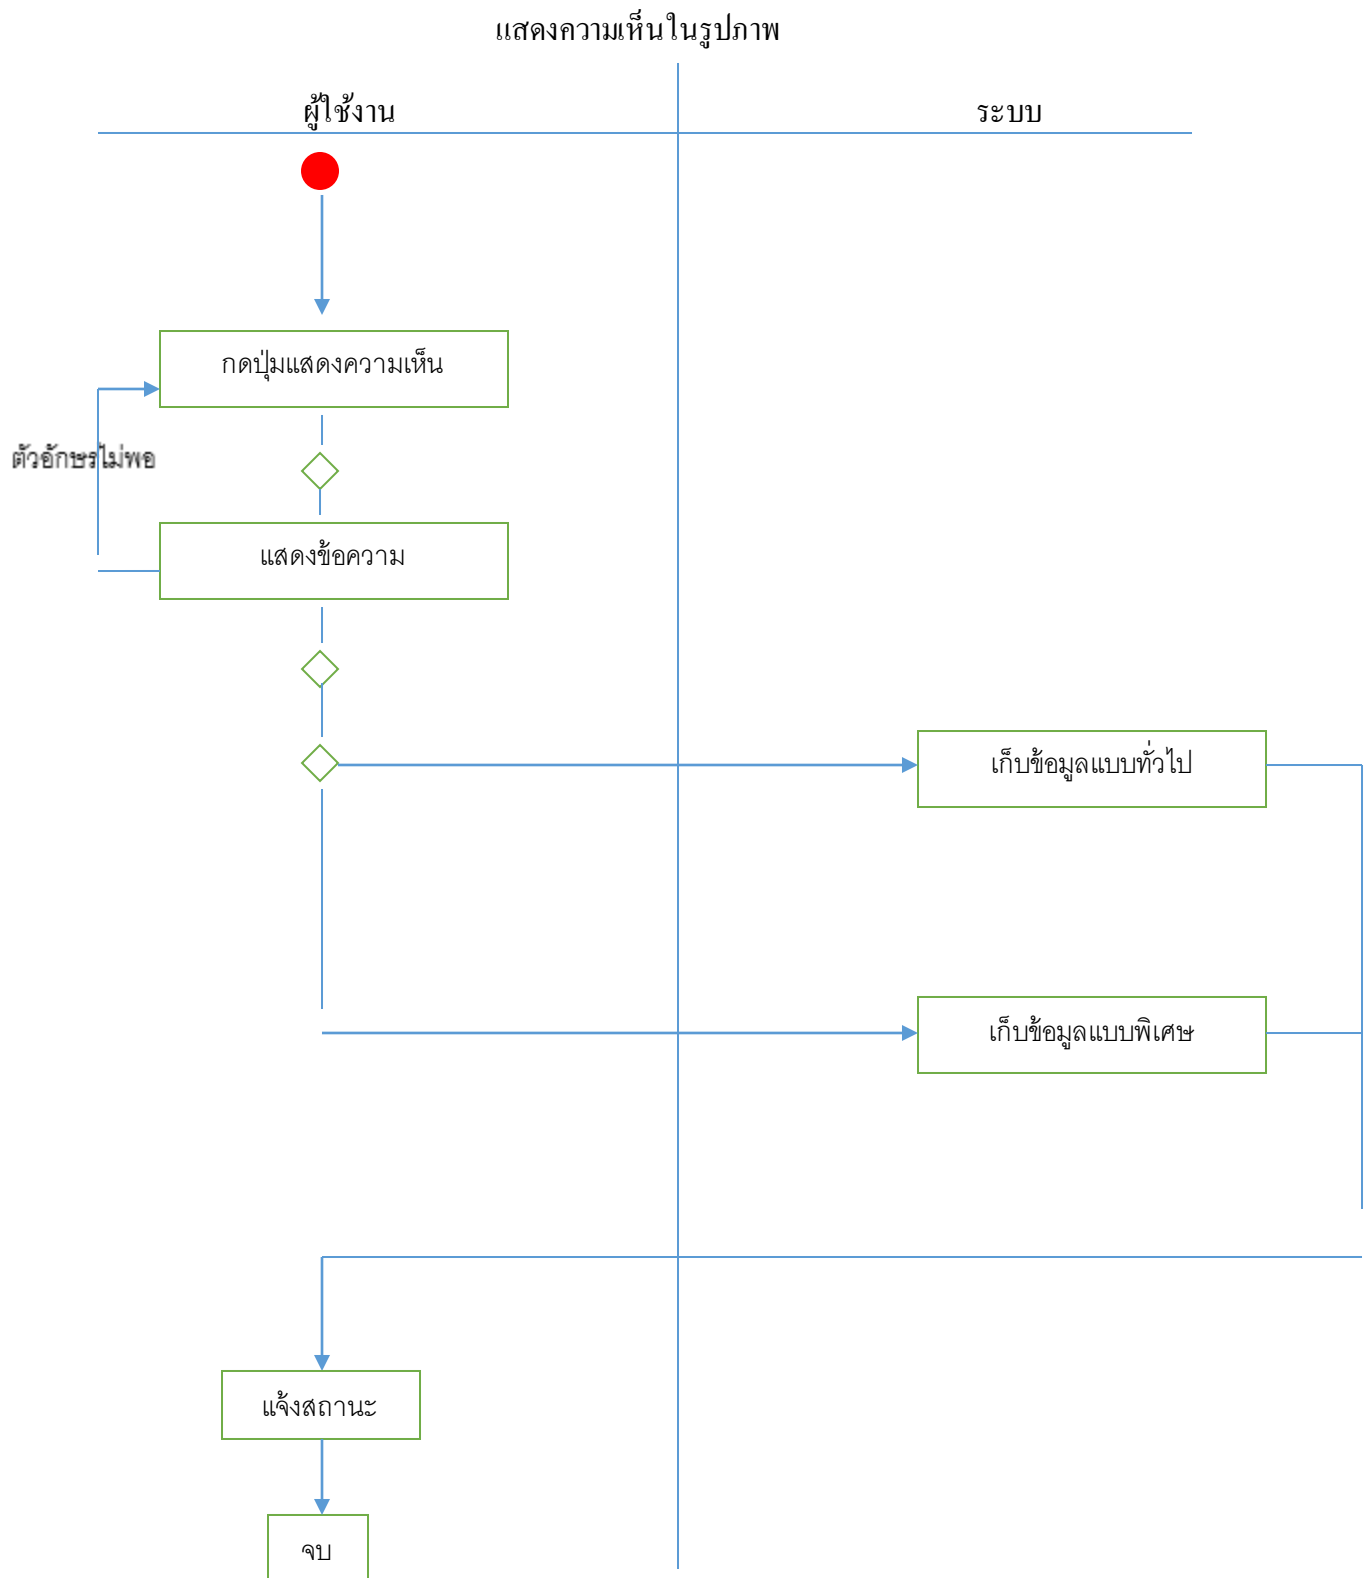 แสดงความเห็นในรูปภาพ
ผู้ใช้งาน
ระบบ
กดปุ่มแสดงความเห็น
ตัวอักษรไม่พอ
แสดงข้อความ
เก็บข้อมูลแบบทั่วไป
เก็บข้อมูลแบบพิเศษ
แจ้งสถานะ
จบ